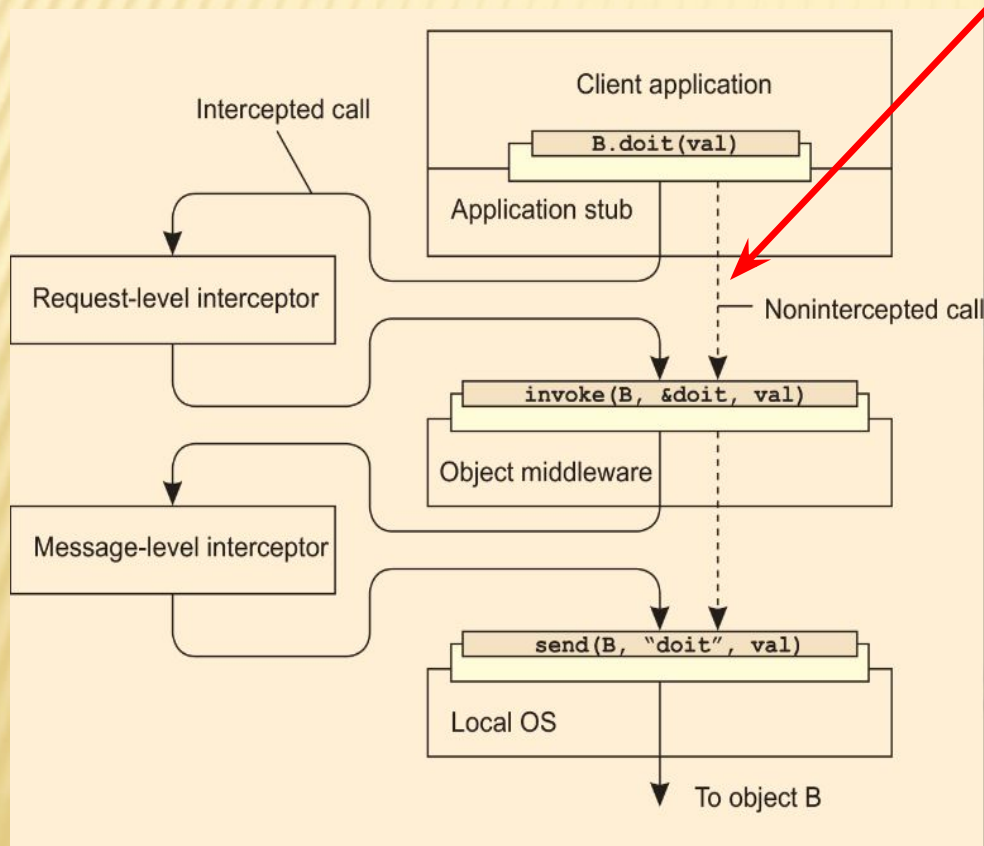 Client application
Intercepted call
B.doit(val)
Application stub
Request-level interceptor
Nonintercepted call
invoke(B, &doit, val)
Object middleware
Message-level interceptor
send(B, “doit”, val)
Local OS
To object B